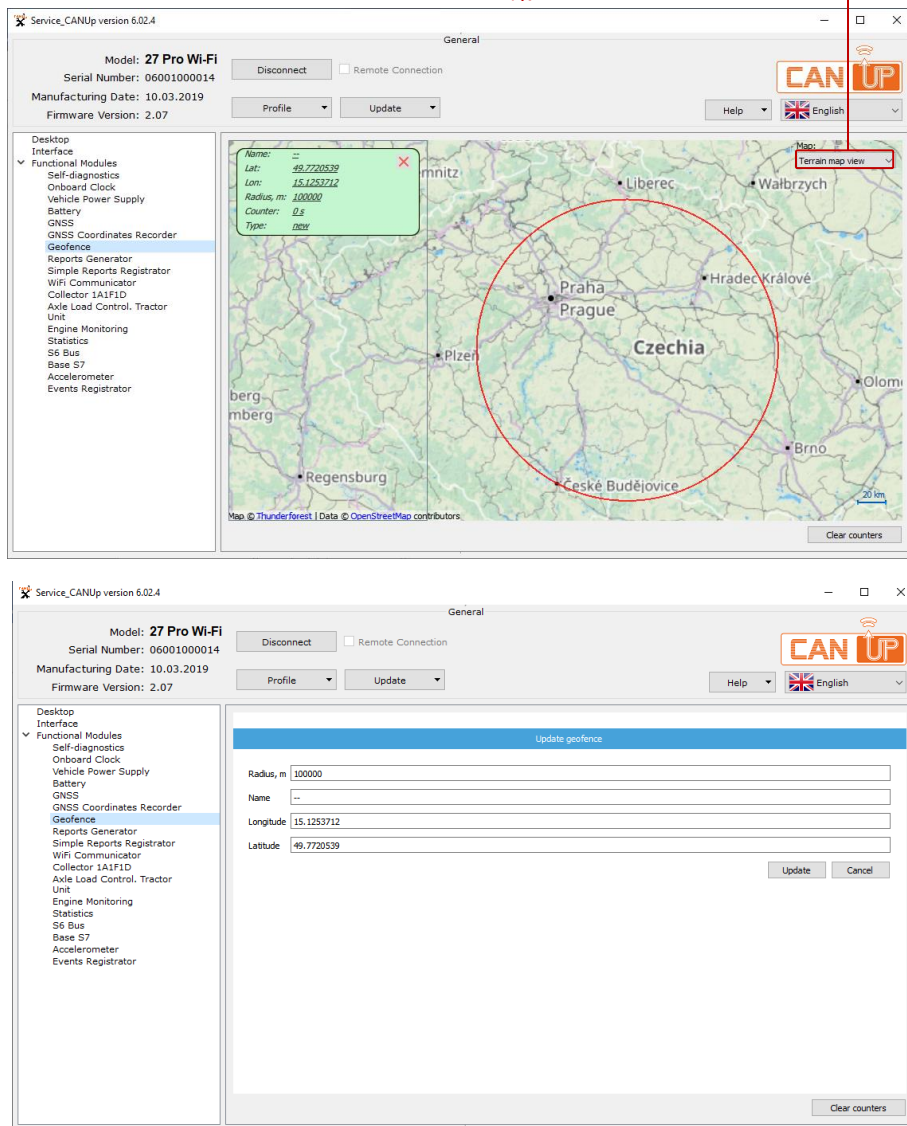 Service_CANUp version 6.02.4
General
Model: 27 Pro Wi-Fi
Serial Number: 06001000014
Manufacturing Date: 10.03.2019
Firmware Version: 2.07
Disconnect
Remote Connection
Profile
Update
CAN UP
Help
English
Desktop
Interface
Functional Modules
Self-diagnostics
Onboard Clock
Vehicle Power Supply
Battery
GNSS
GNSS Coordinates Recorder
Geofence
Reports Generator
Simple Reports Registrator
WiFi Communicator
Collector 1A1F1D
Axle Load Control. Tractor
Unit
Engine Monitoring
Statistics
S6 Bus
Base S7
Accelerometer
Events Registrator
Name: --
Lat: 49.7720539
Lon: 15.1253712
Radius, m: 100000
Counter: 0 s
Type: new
Map:
Terrain map view
mnitz
Liberec
Wałbrzych
Hradec Králové
Praha
Prague
Czechia
Plzeň
Olom
berg
mberg
Brno
Regensburg
České Budějovice
20 km
Map © Thunderforest | Data © OpenStreetMap contributors
Clear counters
Service_CANUp version 6.02.4
General
Model: 27 Pro Wi-Fi
Serial Number: 06001000014
Manufacturing Date: 10.03.2019
Firmware Version: 2.07
Disconnect
Remote Connection
Profile
Update
CAN UP
Help
English
Desktop
Interface
Functional Modules
Self-diagnostics
Onboard Clock
Vehicle Power Supply
Battery
GNSS
GNSS Coordinates Recorder
Geofence
Reports Generator
Simple Reports Registrator
WiFi Communicator
Collector 1A1F1D
Axle Load Control. Tractor
Unit
Engine Monitoring
Statistics
S6 Bus
Base S7
Accelerometer
Events Registrator
Update geofence
Radius, m 100000
Name --
Longitude 15.1253712
Latitude 49.7720539
Update
Cancel
Clear counters